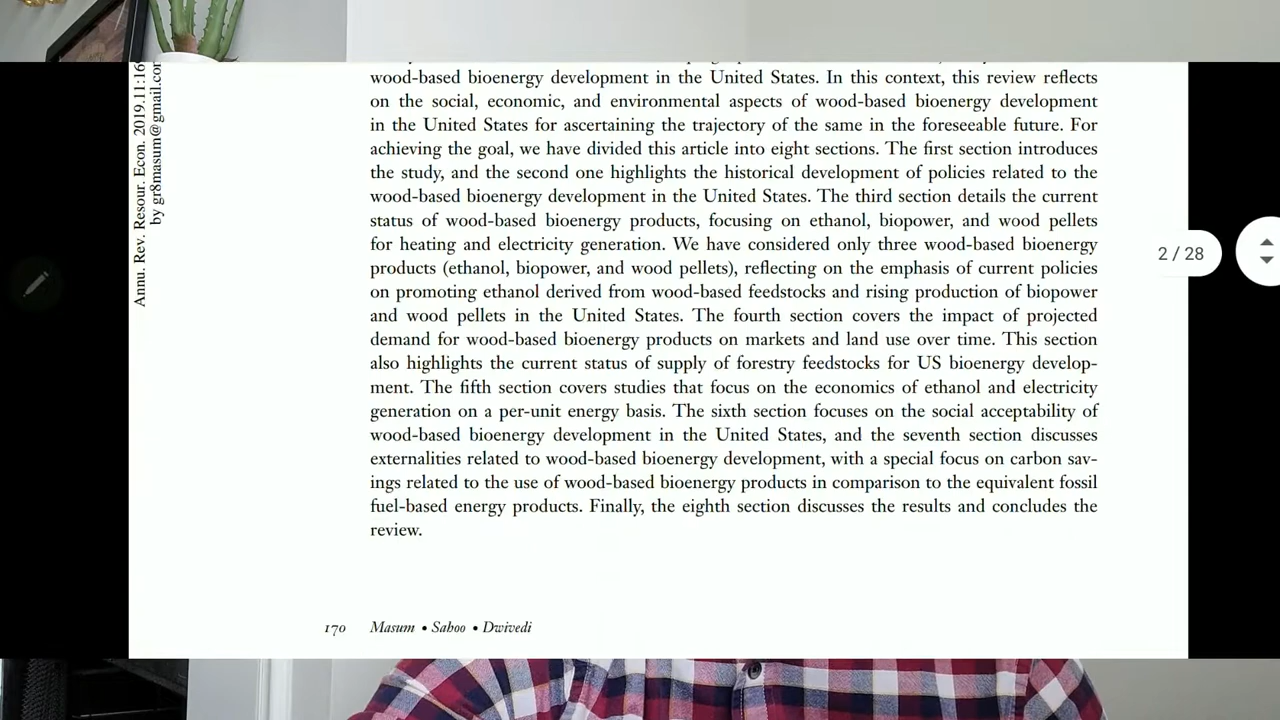 wood-based bioenergy development in the United States. In this context, this review reflects
on the social, economic, and environmental aspects of wood-based bioenergy development
in the United States for ascertaining the trajectory of the same in the foreseeable future. For
achieving the goal, we have divided this article into eight sections. The first section introduces
the study, and the second one highlights the historical development of policies related to the
wood-based bioenergy development in the United States. The third section details the current
status of wood-based bioenergy products, focusing on ethanol, biopower, and wood pellets
for heating and electricity generation. We have considered only three wood-based bioenergy
products (ethanol, biopower, and wood pellets), reflecting on the emphasis of current policies
on promoting ethanol derived from wood-based feedstocks and rising production of biopower
and wood pellets in the United States. The fourth section covers the impact of projected
demand for wood-based bioenergy products on markets and land use over time. This section
also highlights the current status of supply of forestry feedstocks for US bioenergy develop-
ment. The fifth section covers studies that focus on the economics of ethanol and electricity
generation on a per-unit energy basis. The sixth section focuses on the social acceptability of
wood-based bioenergy development in the United States, and the seventh section discusses
externalities related to wood-based bioenergy development, with a special focus on carbon sav-
ings related to the use of wood-based bioenergy products in comparison to the equivalent fossil
fuel-based energy products. Finally, the eighth section discusses the results and concludes the
review.
170 Masum • Sahoo • Dwivedi
Annu. Rev. Resour. Econ. 2019.11:16
by gr8masum@gmail.co
2 / 28